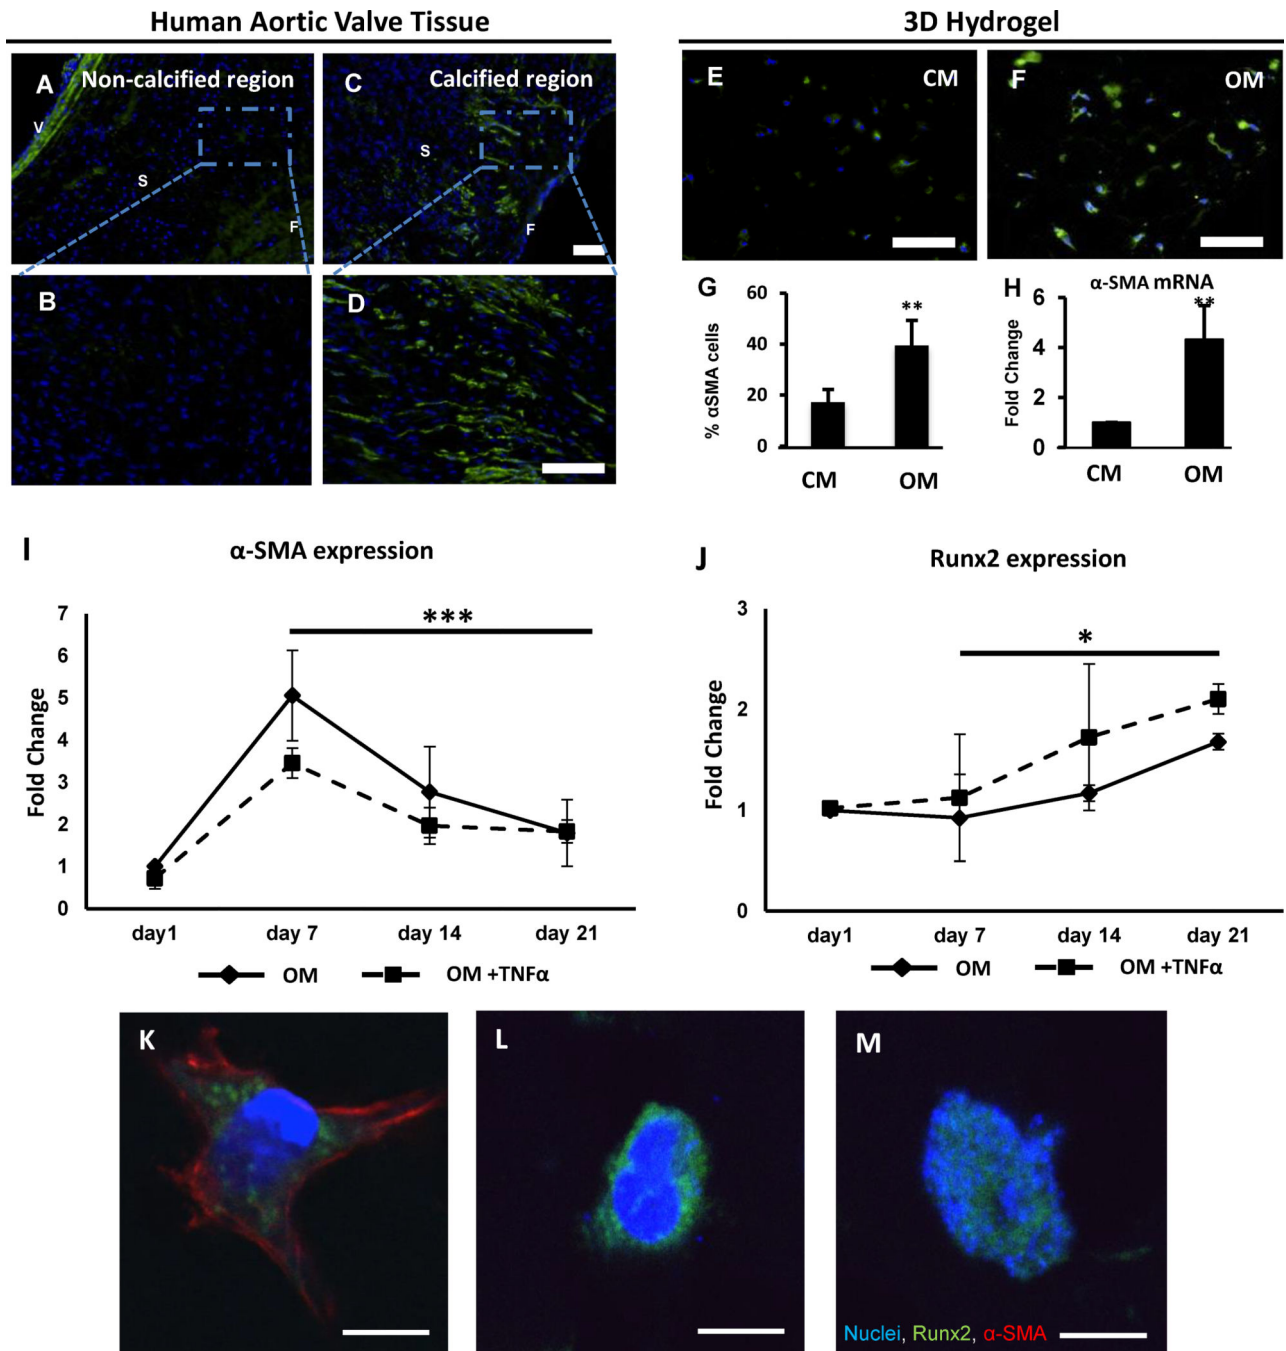 Human Aortic Valve Tissue
3D Hydrogel
A Non-calcified region
V
S
F
C Calcified region
S
F
B
D
E CM
F OM
G
60
40
20
0
% αSMA cells
**
CM OM
H α-SMA mRNA
6
4
2
0
Fold Change
**
CM OM
I α-SMA expression
7
6
5
4
3
2
1
0
Fold Change
***
day1 day 7 day 14 day 21
OM OM +TNFα
J Runx2 expression
3
2
1
0
Fold Change
*
day1 day 7 day 14 day 21
OM OM +TNFα
K
L
M
Nuclei, Runx2, α-SMA